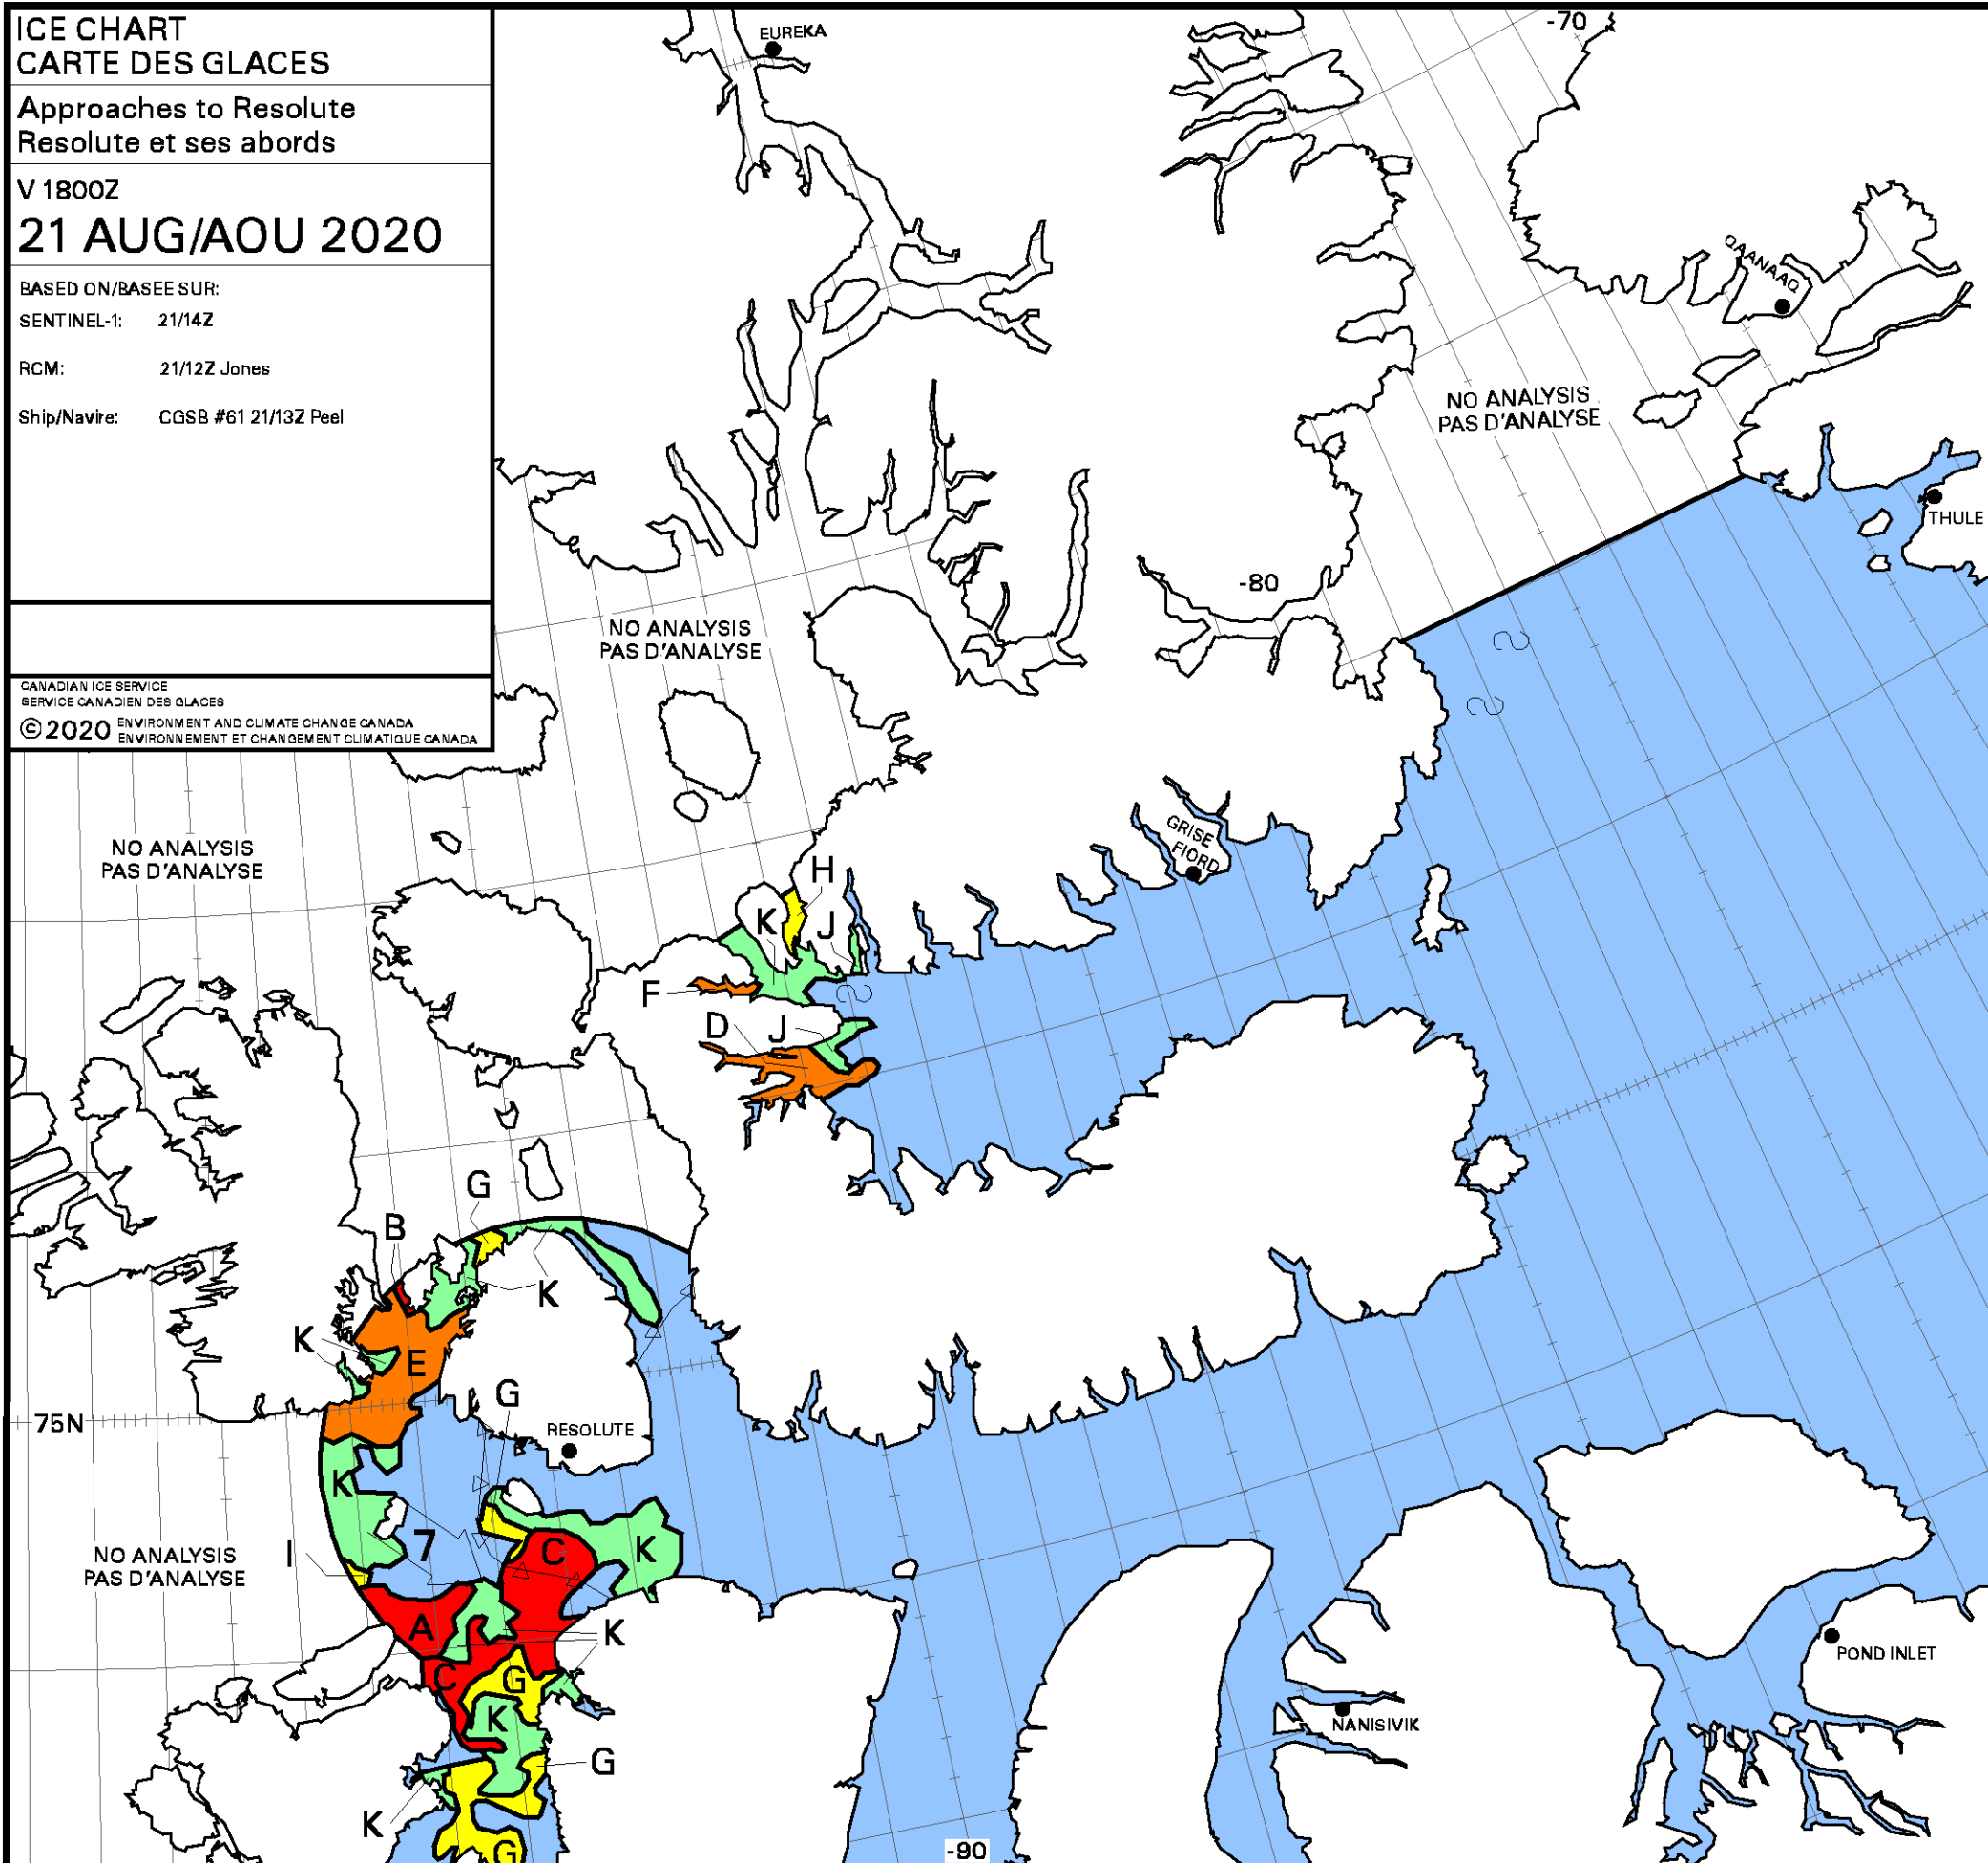 ICE CHART
CARTE DES GLACES
Approaches to Resolute
Resolute et ses abords
V 1800Z
21 AUG/AOU 2020
BASED ON/BASEE SUR:
SENTINEL-1: 21/14Z
RCM: 21/12Z Jones
Ship/Navire: CGSB #61 21/13Z Peel
CANADIAN ICE SERVICE
SERVICE CANADIEN DES GLACES
©2020 ENVIRONMENT AND CLIMATE CHANGE CANADA
ENVIRONNEMENT ET CHANGEMENT CLIMATIQUE CANADA
-70
EUREKA
QAANAAQ
NO ANALYSIS
PAS D'ANALYSE
THULE
-80
NO ANALYSIS
PAS D'ANALYSE
NO ANALYSIS
PAS D'ANALYSE
GRISE
FIORD
H
K
J
F
D
J
G
B
K
K
E
G
75N
RESOLUTE
K
7
C
K
I
NO ANALYSIS
PAS D'ANALYSE
A
K
C
G
K
G
K
G
POND INLET
NANISIVIK
-90